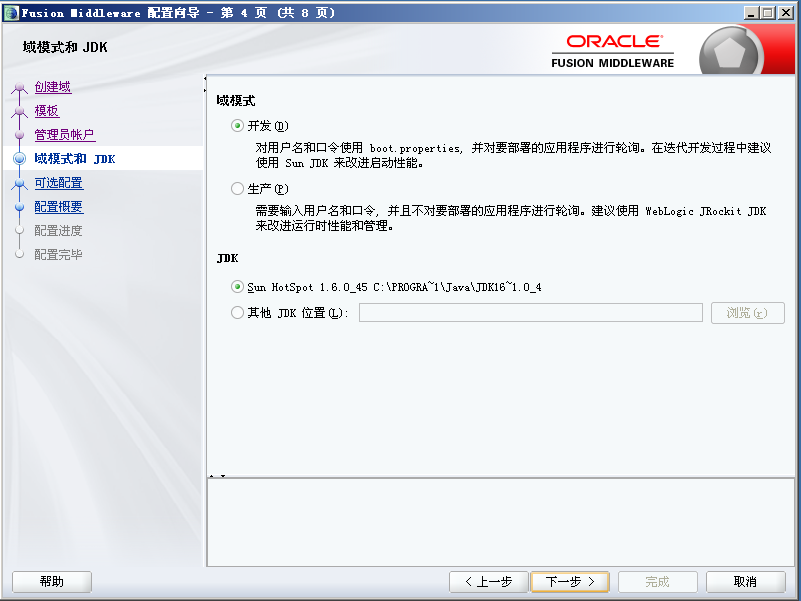 Fusion Middleware 配置向导 - 第 4 页 (共 8 页)
域模式和 JDK
ORACLE
FUSION MIDDLEWARE
创建域
模板
管理员帐户
域模式和 JDK
可选配置
配置概要
配置进度
配置完毕
域模式
开发(D)
对用户名和口令使用 boot.properties, 并对要部署的应用程序进行轮询。在迭代开发过程中建议
使用 Sun JDK 来改进启动性能。
生产(P)
需要输入用户名和口令, 并且不对要部署的应用程序进行轮询。建议使用 WebLogic JRockit JDK
来改进运行时性能和管理。
JDK
Sun HotSpot 1.6.0_45 C:\PROGRA~1\Java\JDK16~1.0_4
其他 JDK 位置(L):
浏览(r)
帮助
< 上一步
下一步 >
完成
取消